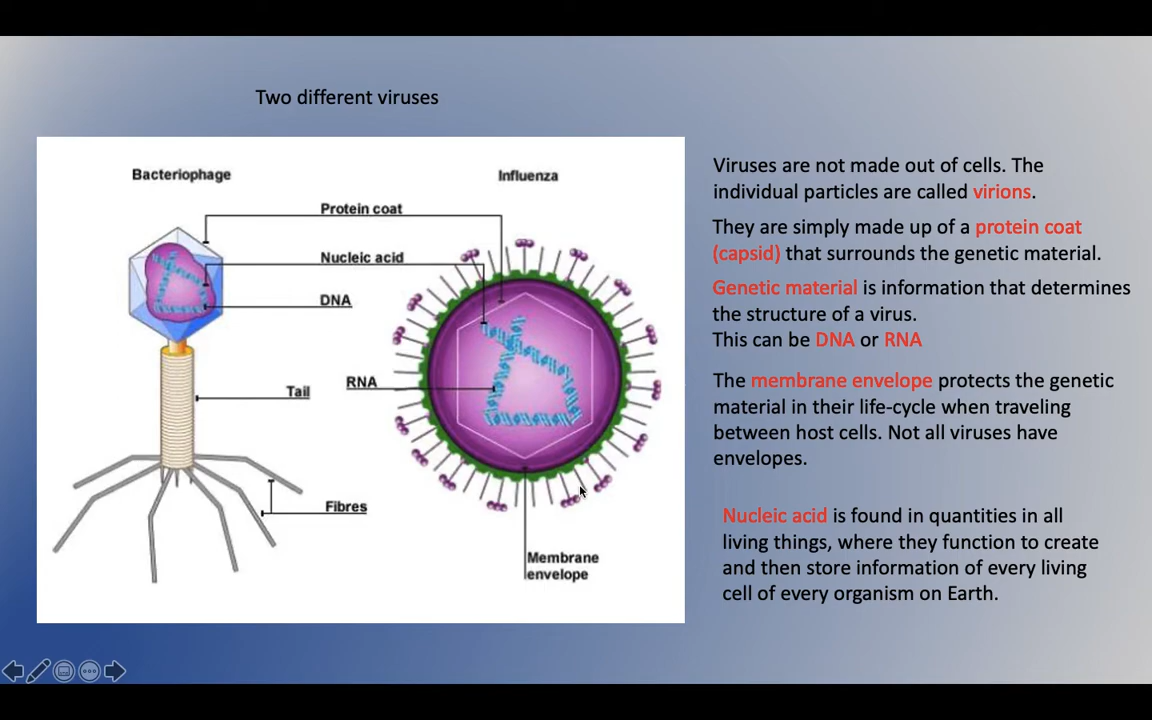 Two different viruses
Bacteriophage
Influenza
Protein coat
Nucleic acid
DNA
RNA
Tail
Fibres
Membrane
envelope
Viruses are not made out of cells. The
individual particles are called virions.
They are simply made up of a protein coat
(capsid) that surrounds the genetic material.
Genetic material is information that determines
the structure of a virus.
This can be DNA or RNA
The membrane envelope protects the genetic
material in their life-cycle when traveling
between host cells. Not all viruses have
envelopes.
Nucleic acid is found in quantities in all
living things, where they function to create
and then store information of every living
cell of every organism on Earth.